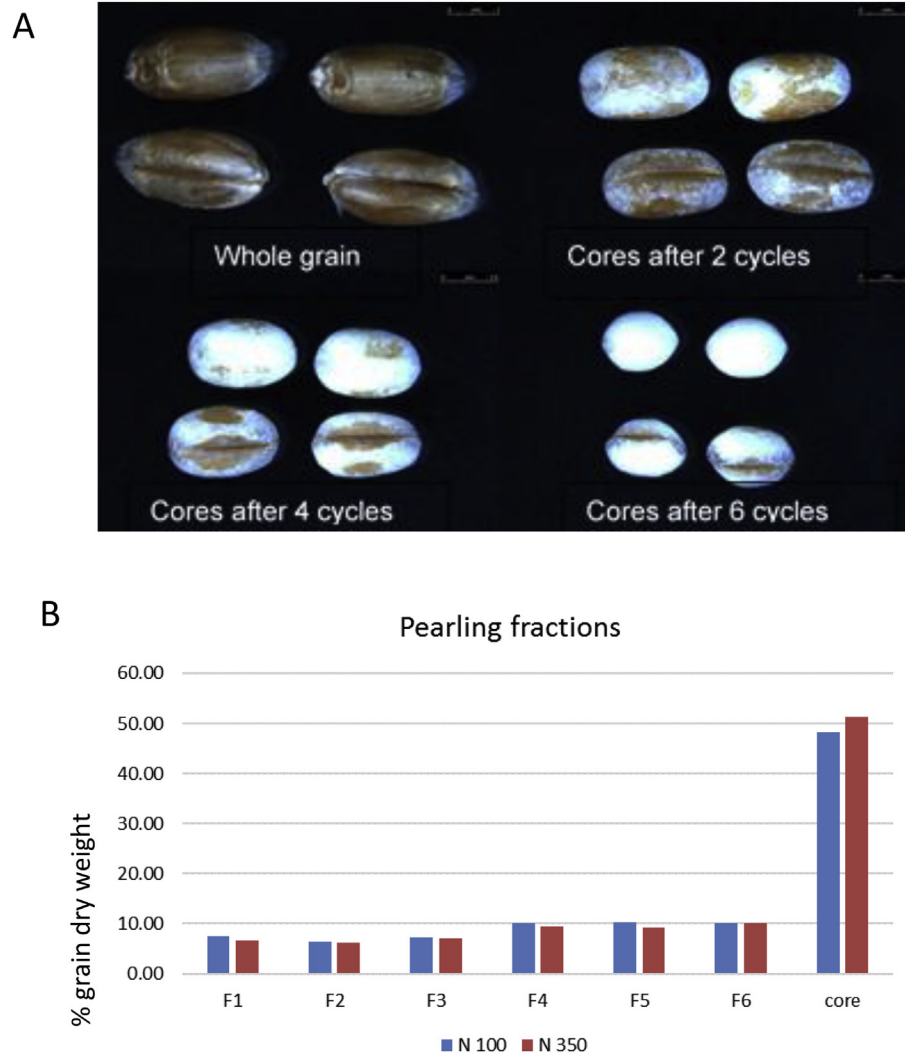 A
Whole grain
Cores after 2 cycles
Cores after 4 cycles
Cores after 6 cycles
B
Pearling fractions
% grain dry weight
60.00
50.00
40.00
30.00
20.00
10.00
0.00
F1 F2 F3 F4 F5 F6 core
N 100 N 350